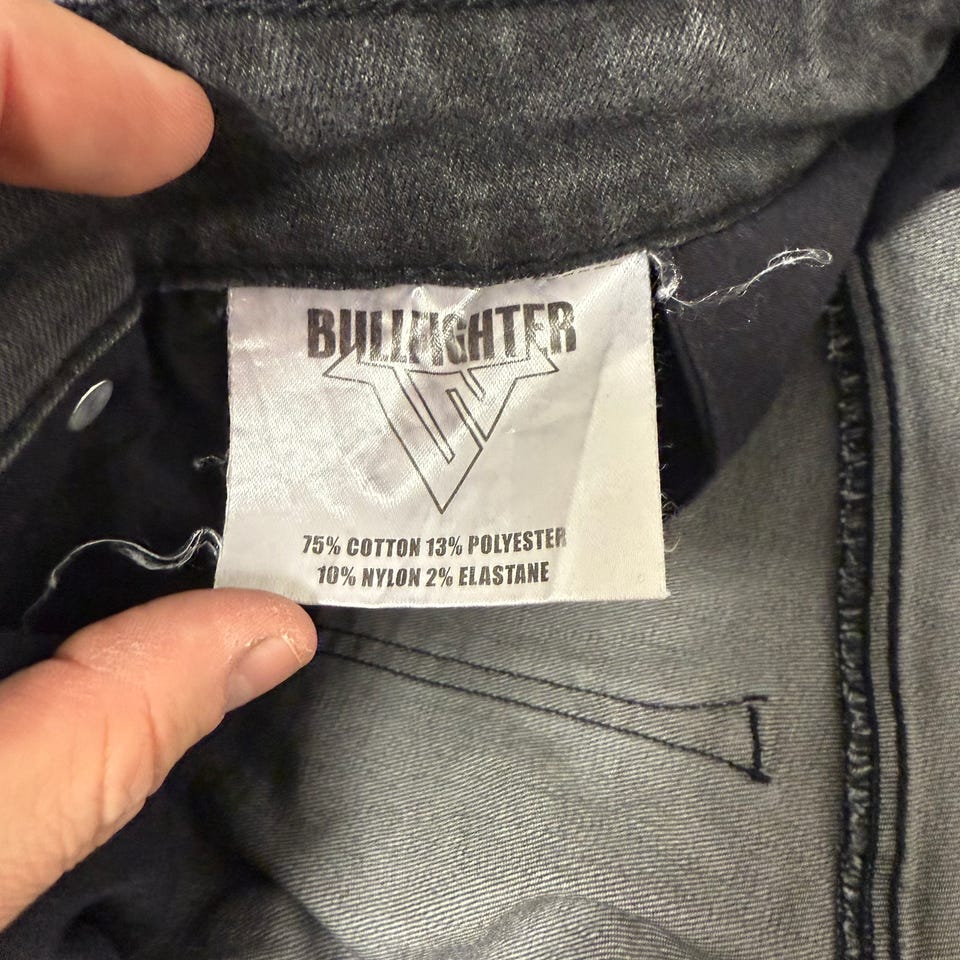 BULLFIGHTER
75% COTTON 13% POLYESTER
10% NYLON 2% ELASTANE